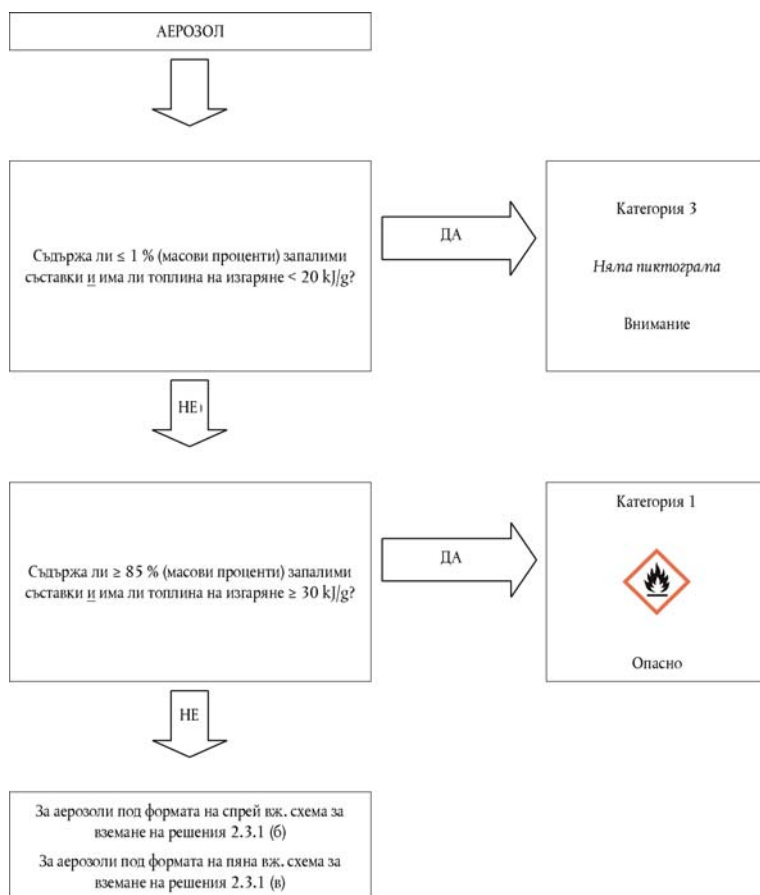 АЕРОЗОЛ
Съдържа ли ≤ 1 % (масови проценти) запалими
съставки и има ли топлина на изгаряне < 20 kJ/g?
ДА
Категория 3
Няма пиктограма
Внимание
НЕ)
Съдържа ли ≥ 85 % (масови проценти) запалими
съставки и има ли топлина на изгаряне ≥ 30 kJ/g?
ДА
Категория 1
Опасно
НЕ
За аерозоли под формата на спрей вж. схема за
вземане на решения 2.3.1 (б)
За аерозоли под формата на пяна вж. схема за
вземане на решения 2.3.1 (в)